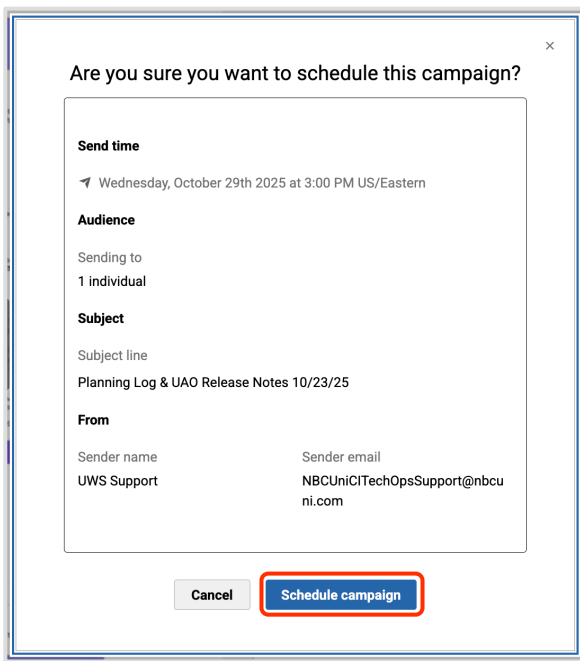 ×
Are you sure you want to schedule this campaign?
Send time
Wednesday, October 29th 2025 at 3:00 PM US/Eastern
Audience
Sending to
1 individual
Subject
Subject line
Planning Log & UAO Release Notes 10/23/25
From
Sender name
Sender email
UWS Support
NBCUniCITechOpsSupport@nbcu
ni.com
Cancel
Schedule campaign